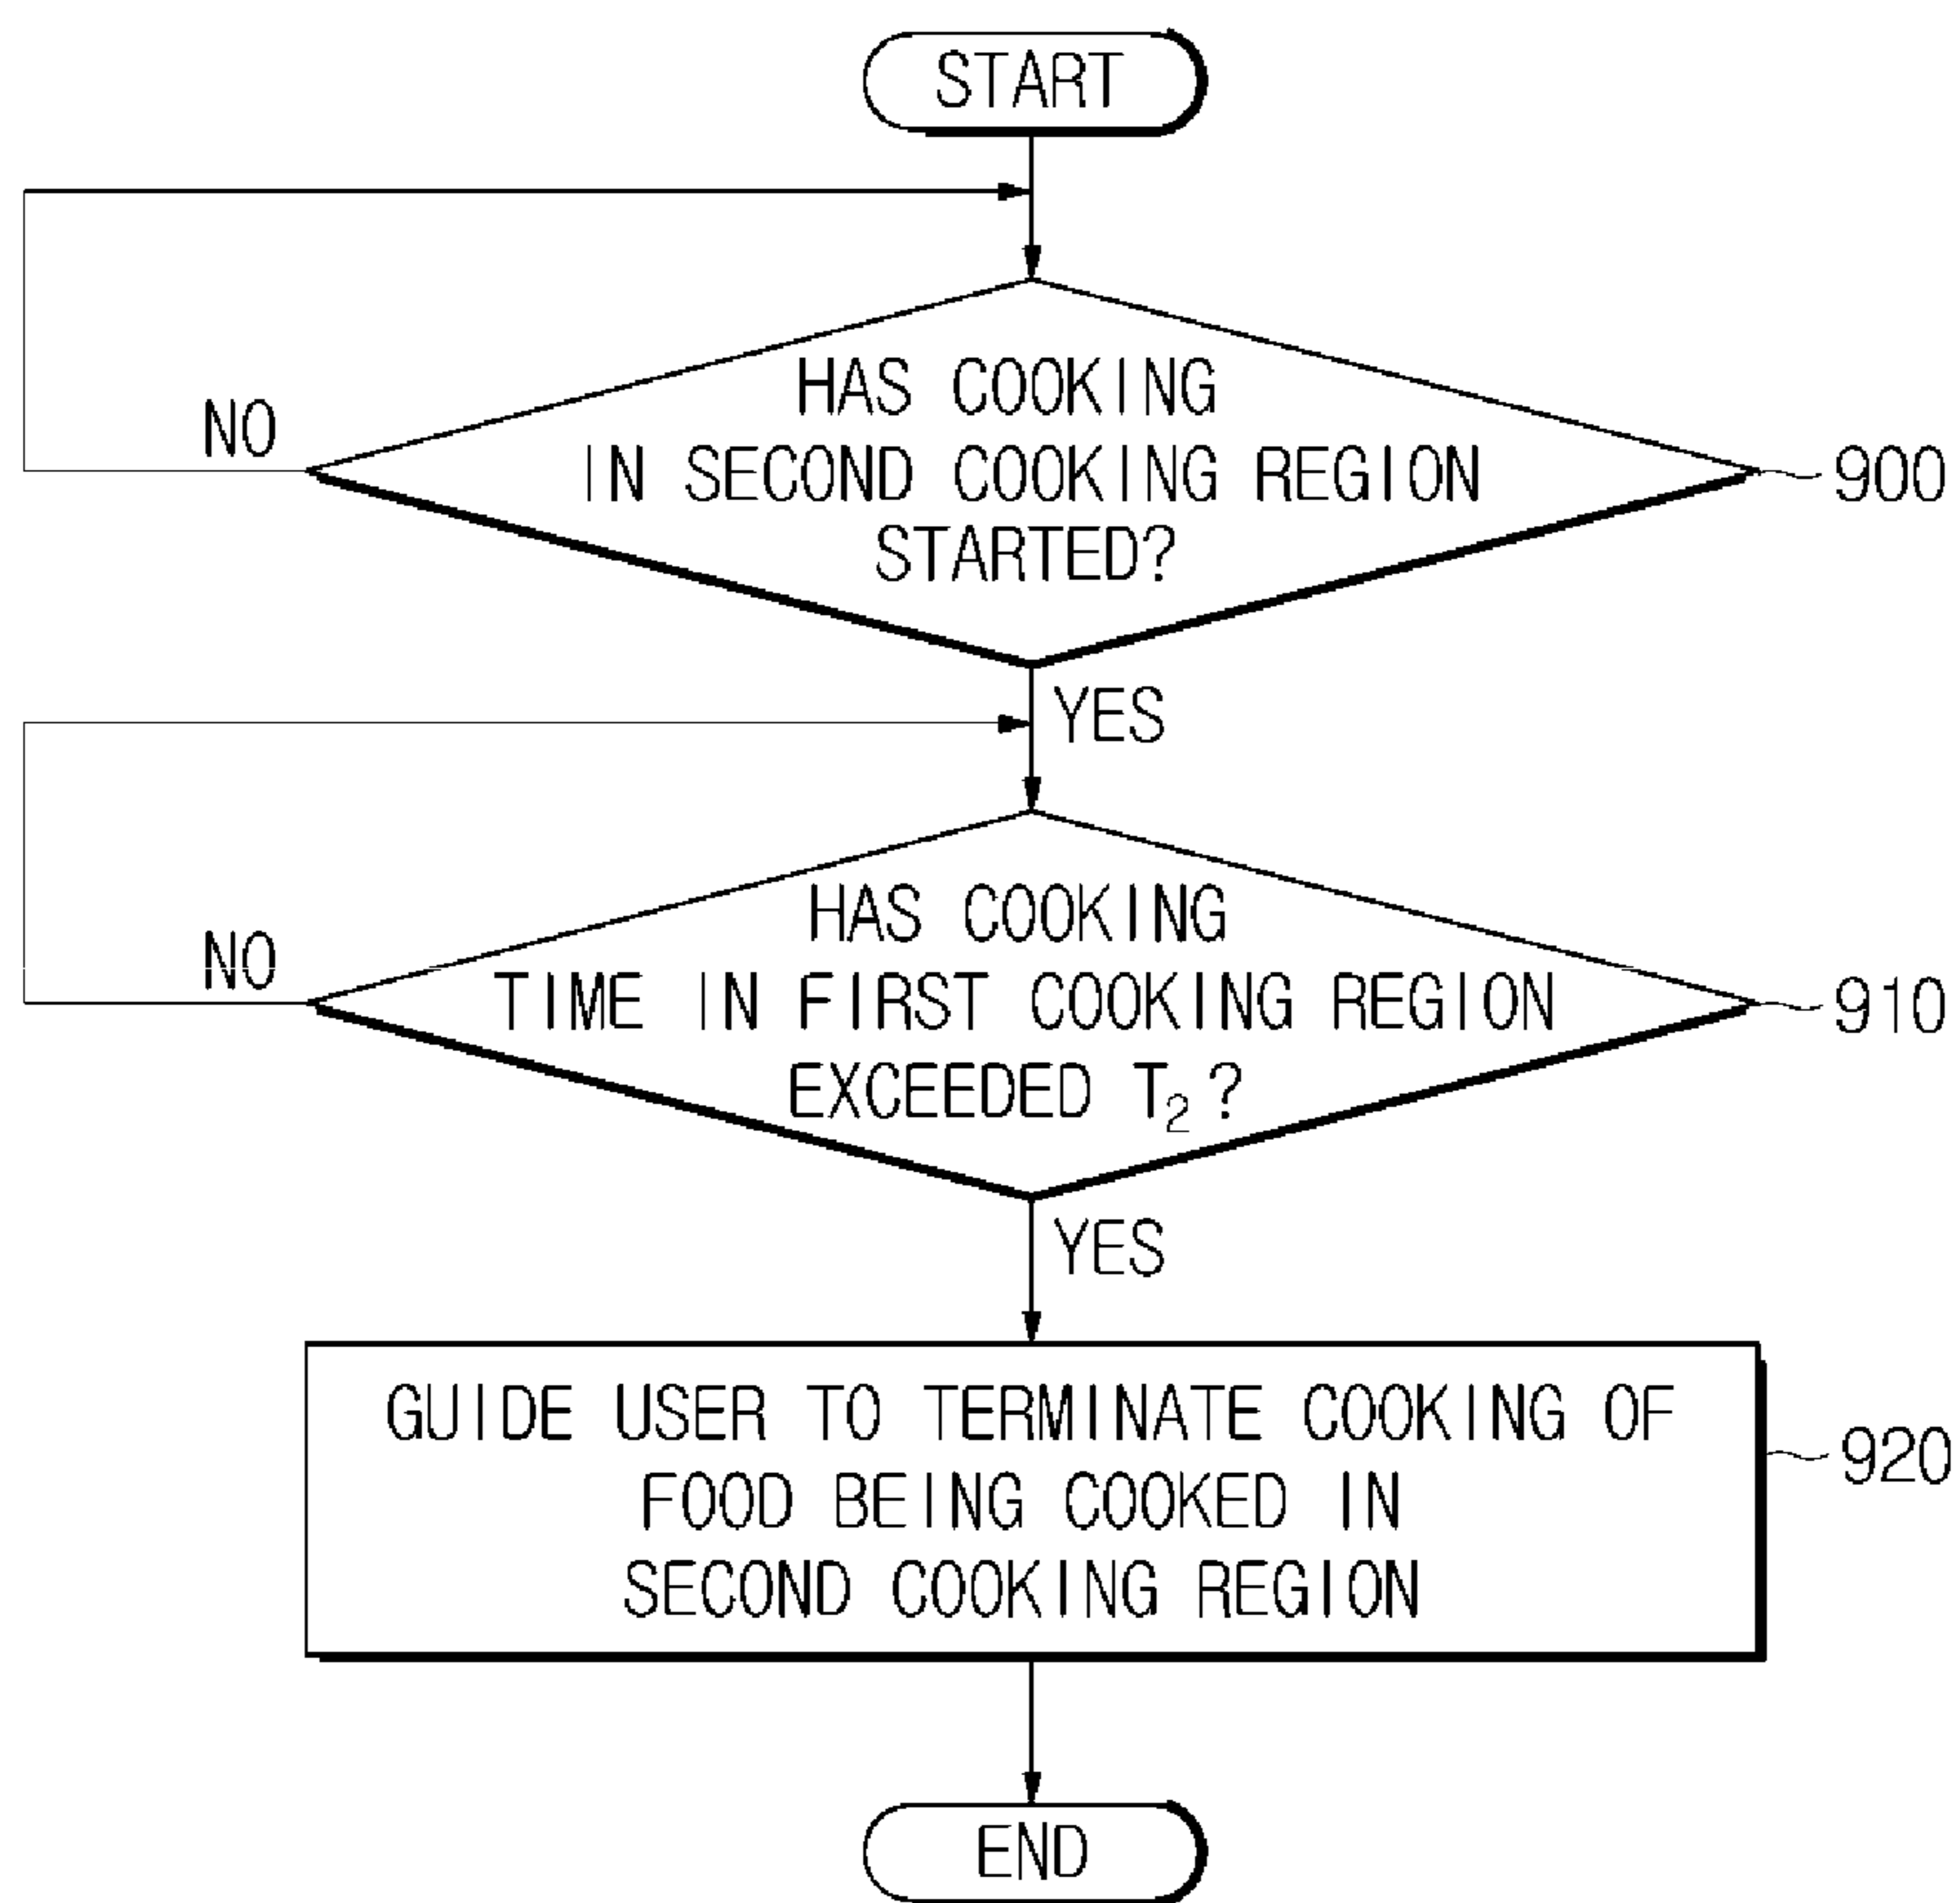 START
HAS COOKING
NO
IN SECOND COOKING REGION
900
STARTED?
YES
HAS COOKING
NO
TIME IN FIRST COOKING REGION
910
EXCEEDED T₂?
YES
GUIDE USER TO TERMINATE COOKING OF
FOOD BEING COOKED IN
920
SECOND COOKING REGION
END